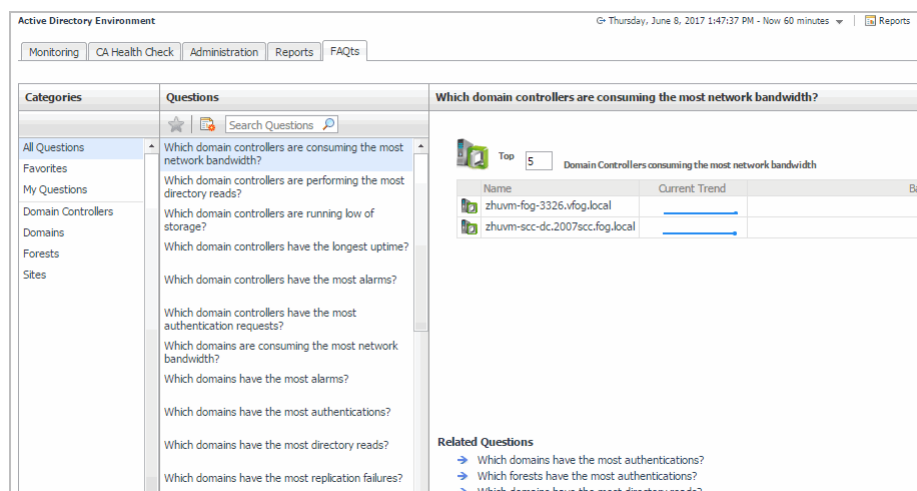 Active Directory Environment
Thursday, June 8, 2017 1:47:37 PM - Now 60 minutes
Reports
Monitoring
CA Health Check
Administration
Reports
FAQts
Categories
Questions
Which domain controllers are consuming the most network bandwidth?
Search Questions
All Questions
Favorites
My Questions
Domain Controllers
Domains
Forests
Sites
Which domain controllers are consuming the most
network bandwidth?
Which domain controllers are performing the most
directory reads?
Which domain controllers are running low of
storage?
Which domain controllers have the longest uptime?
Which domain controllers have the most alarms?
Which domain controllers have the most
authentication requests?
Which domains are consuming the most network
bandwidth?
Which domains have the most alarms?
Which domains have the most authentications?
Which domains have the most directory reads?
Which domains have the most replication failures?
Top 5 Domain Controllers consuming the most network bandwidth
Name Current Trend Ba
zhuvm-fog-3326.vfog.local
zhuvm-scc-dc.2007scc.fog.local
Related Questions
Which domains have the most authentications?
Which forests have the most authentications?
Which domains have the most directory reads?